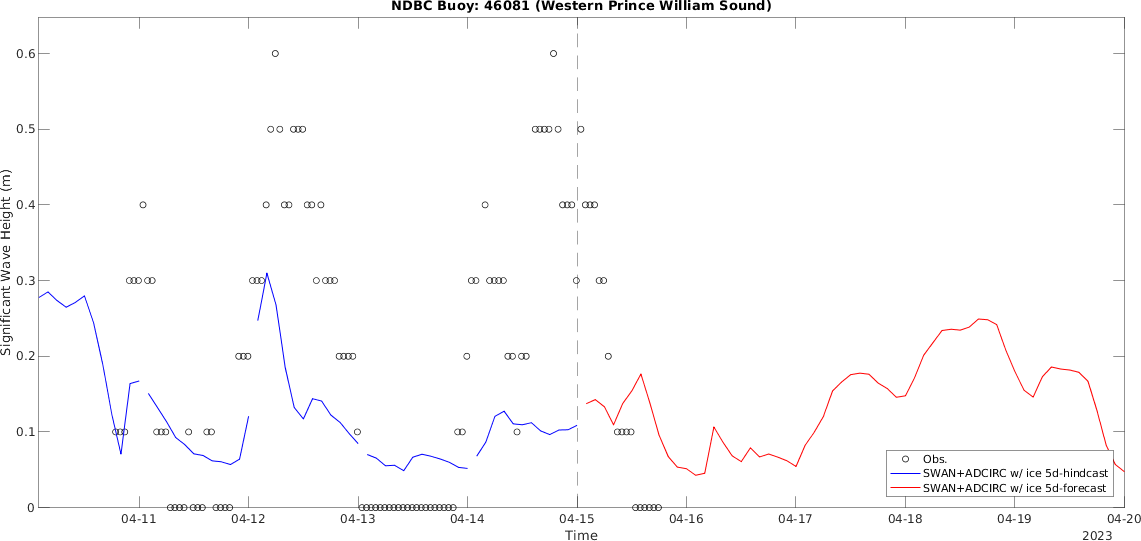 NDBC Buoy: 46081 (Western Prince William Sound)
Significant Wave Height (m)
0.6
0.5
0.4
0.3
0.2
0.1
0
Obs.
SWAN+ADCIRC w/ ice 5d-hindcast
SWAN+ADCIRC w/ ice 5d-forecast
04-11 04-12 04-13 04-14 04-15 04-16 04-17 04-18 04-19 04-20
Time
2023